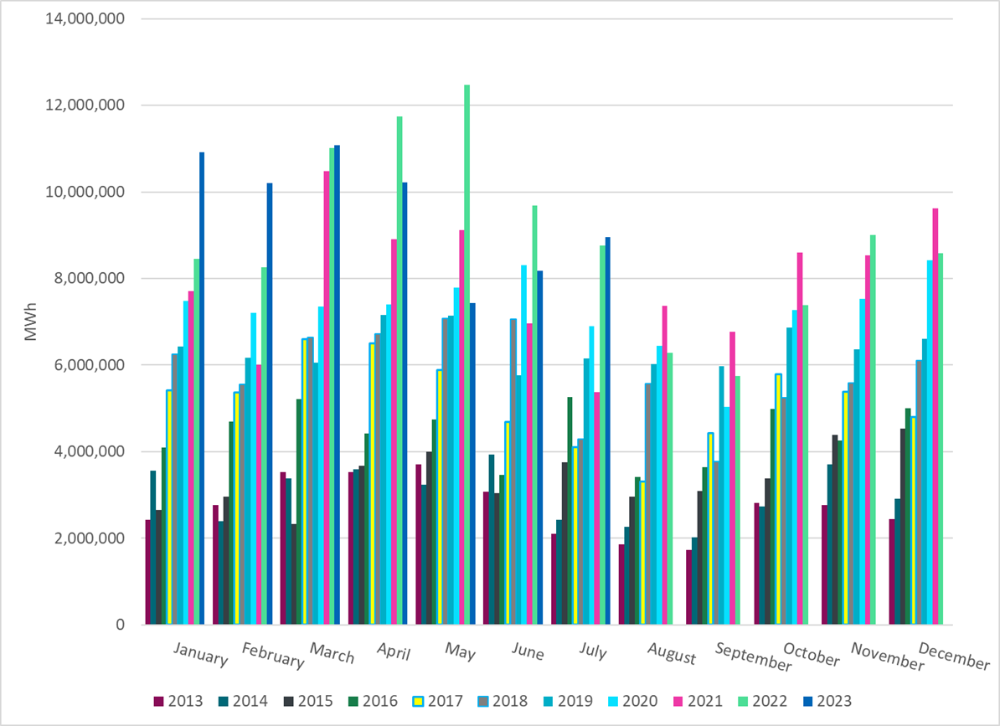 14,000,000
12,000,000
10,000,000
8,000,000
6,000,000
4,000,000
2,000,000
0
MWh
January February March April May June July August September October November December
2013 2014 2015 2016 2017 2018 2019 2020 2021 2022 2023